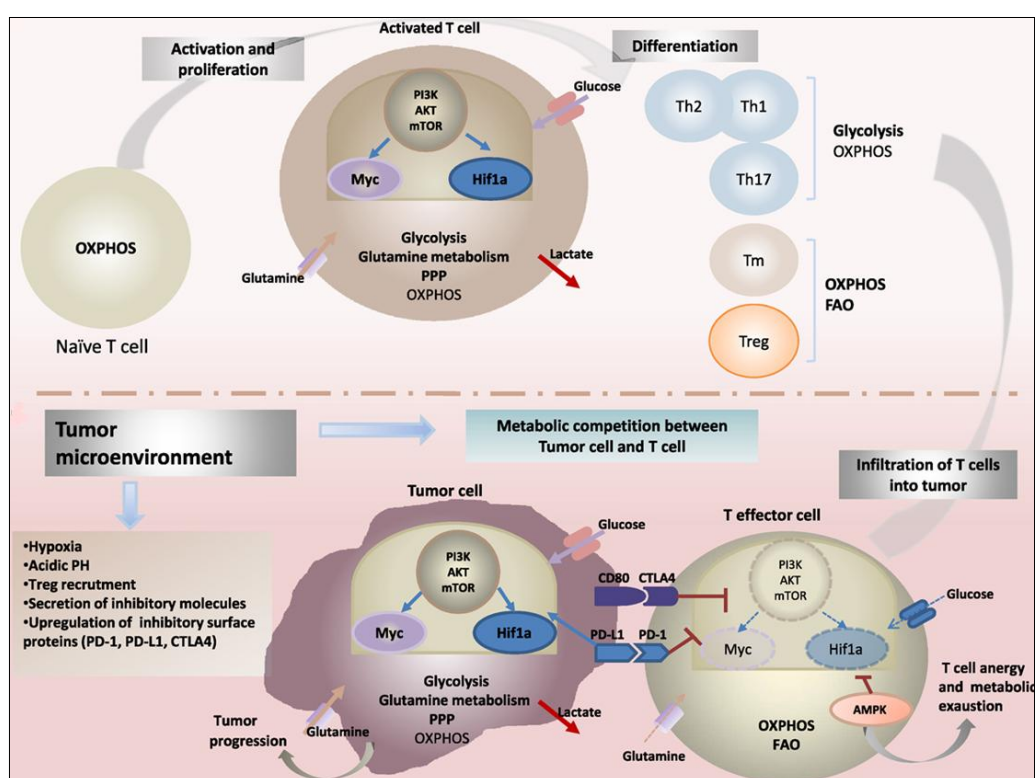 Activated T cell
Activation and
proliferation
Differentiation
PI3K
AKT
mTOR
Glucose
Myc
Hif1a
Glycolysis
Glutamine metabolism
PPP
OXPHOS
Glutamine
Lactate
OXPHOS
Naïve T cell
Th2
Th1
Th17
Glycolysis
OXPHOS
Tm
Treg
OXPHOS
FAO
Tumor
microenvironment
Metabolic competition between
Tumor cell and T cell
Infiltration of T cells
into tumor
•Hypoxia
•Acidic PH
•Treg recrutment
•Secretion of inhibitory molecules
•Upregulation of inhibitory surface
proteins (PD-1, PD-L1, CTLA4)
Tumor cell
PI3K
AKT
mTOR
Glucose
Myc
Hif1a
Glycolysis
Glutamine metabolism
PPP
OXPHOS
Glutamine
Lactate
Tumor
progression
CD80
CTLA4
PD-L1
PD-1
T effector cell
PI3K
AKT
mTOR
Glucose
Myc
Hif1a
AMPK
OXPHOS
FAO
Glutamine
T cell anergy
and metabolic
exaustion